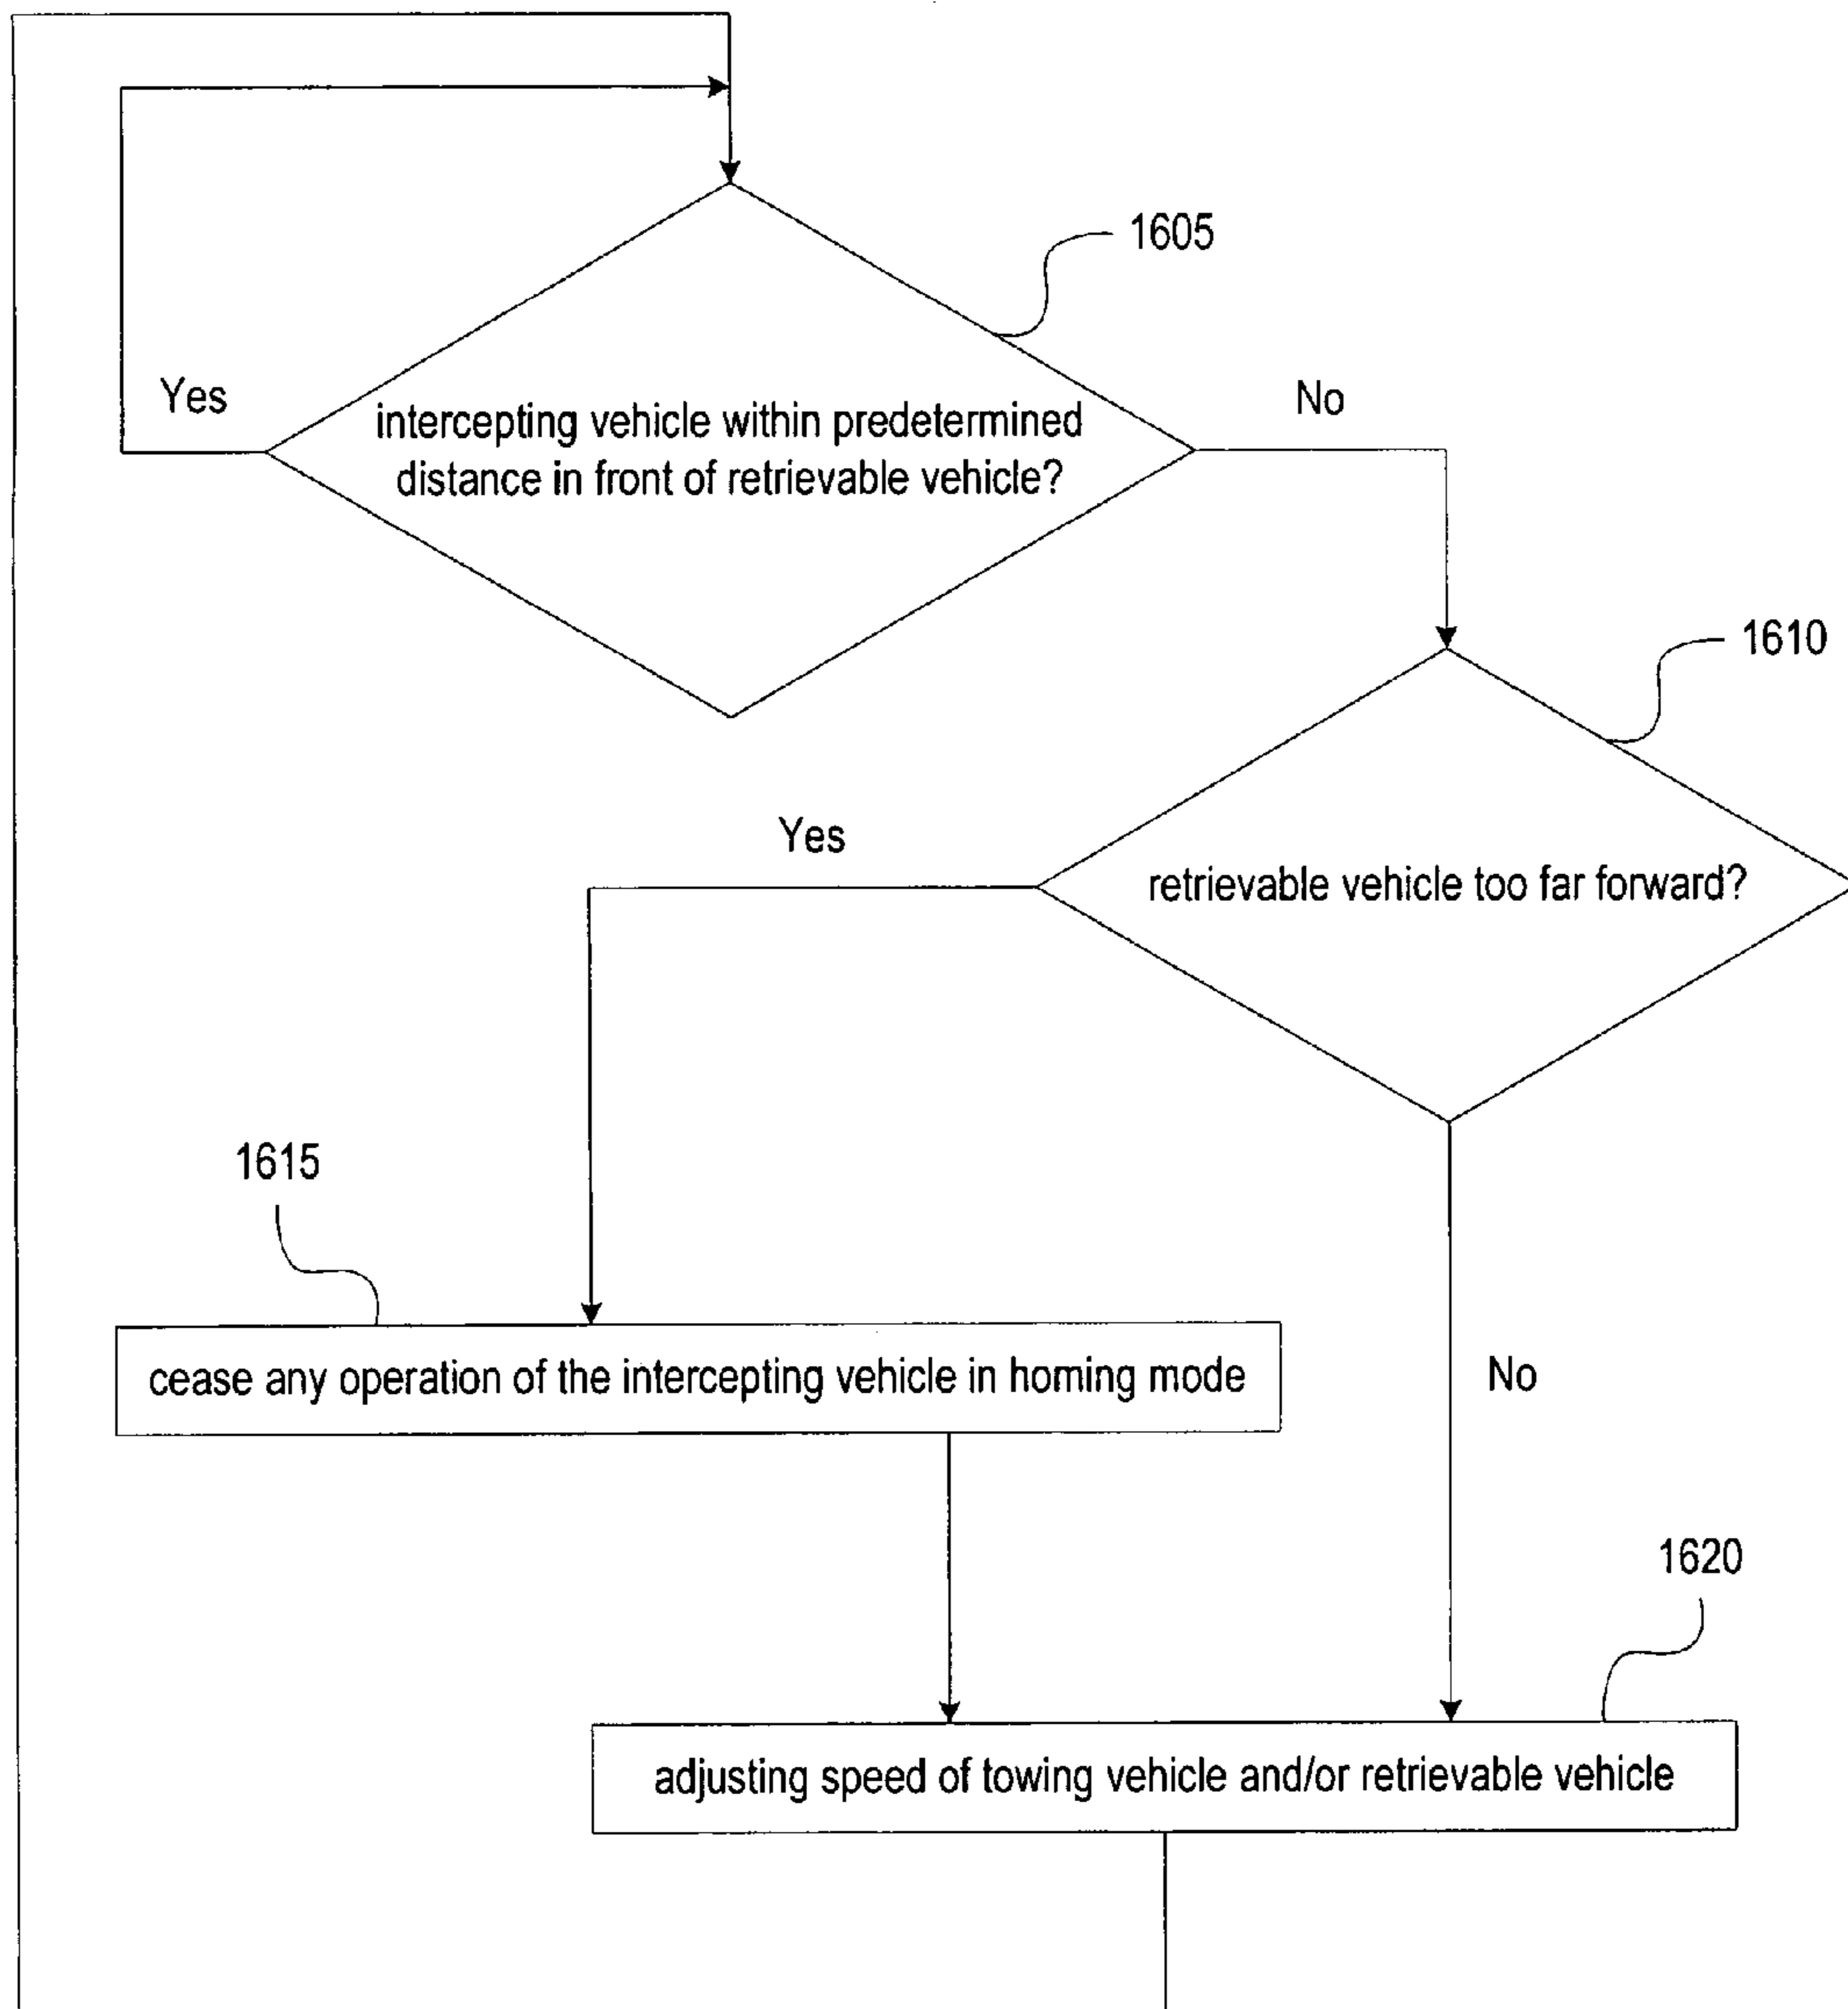 1605
Yes
No
intercepting vehicle within predetermined
distance in front of retrievable vehicle?
1610
Yes
retrievable vehicle too far forward?
1615
cease any operation of the intercepting vehicle in homing mode
No
1620
adjusting speed of towing vehicle and/or retrievable vehicle